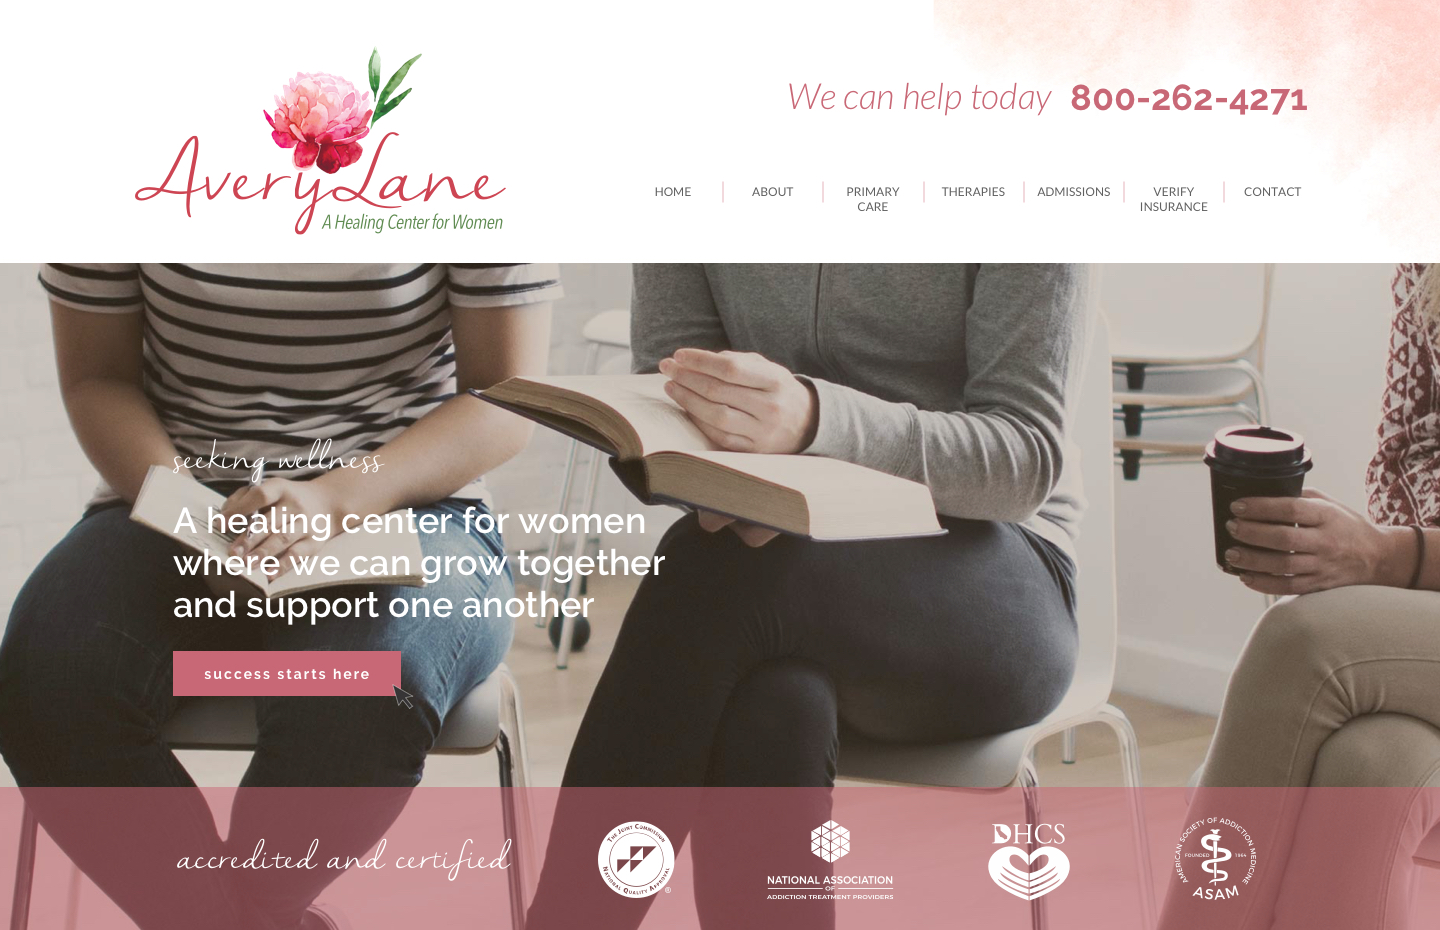 AveryLane
A Healing Center for Women
We can help today 800-262-4271
HOME
ABOUT
PRIMARY
CARE
THERAPIES
ADMISSIONS
VERIFY
INSURANCE
CONTACT
seeking wellness
A healing center for women
where we can grow together
and support one another
success starts here
accredited and certified
The Joint Commission
National Quality Approval
®
NATIONAL ASSOCIATION
OF
ADDICTION TREATMENT PROVIDERS
DHCS
AMERICAN SOCIETY OF ADDICTION MEDICINE
FOUNDED 1954
ASAM